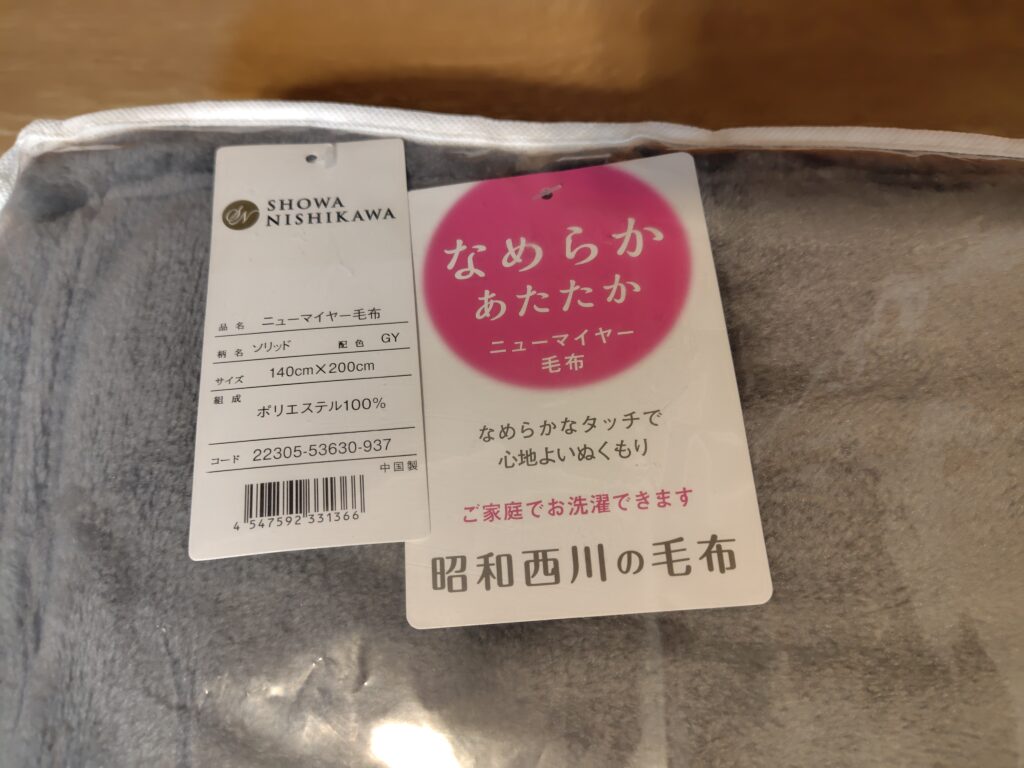 SHOWA
NISHIKAWA
品名 ニューマイヤー毛布
柄名 ソリッド 配色 GY
サイズ 140cm×200cm
組成
ポリエステル100%
コード 22305-53630-937
中国製
4 547592 331366
なめらか
あたたか
ニューマイヤー
毛布
なめらかなタッチで
心地よいぬくもり
ご家庭でお洗濯できます
昭和西川の毛布